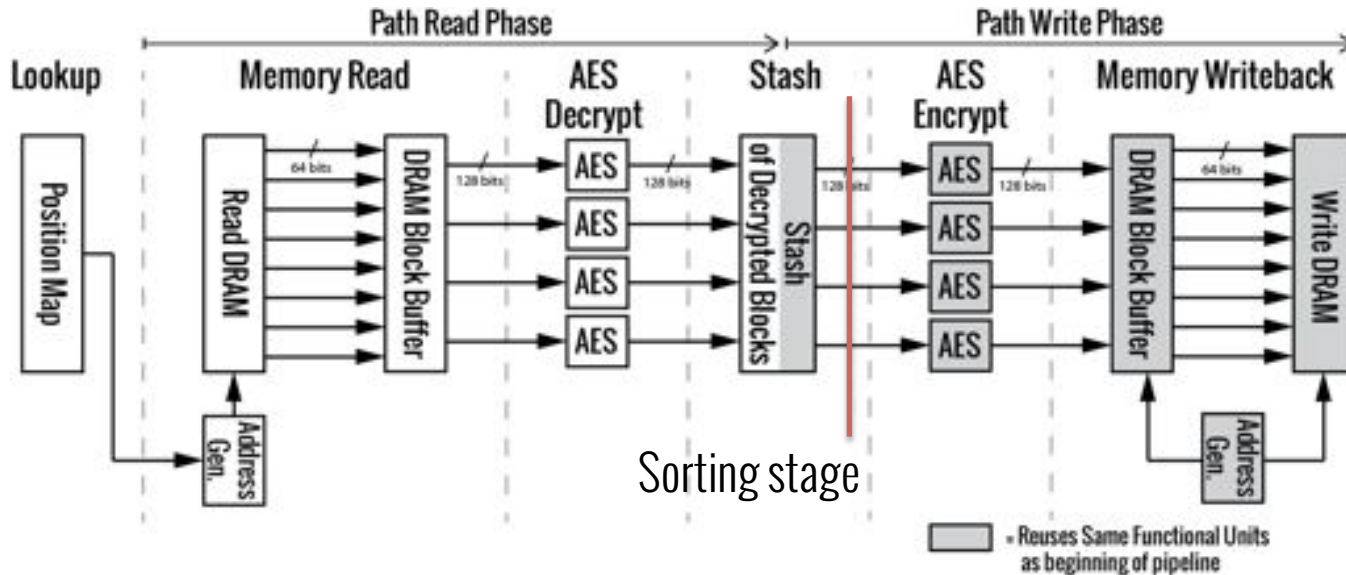 Path Read Phase
Path Write Phase
Lookup
Memory Read
AES
Decrypt
Stash
AES
Encrypt
Memory Writeback
Position Map
Read DRAM
64 bits
DRAM Block Buffer
128 bits
AES
AES
AES
AES
128 bits
of Decrypted Blocks
Stash
128 bits
AES
AES
AES
AES
128 bits
DRAM Block Buffer
64 bits
Write DRAM
Address
Gen.
Sorting stage
Address
Gen.
= Reuses Same Functional Units
as beginning of pipeline